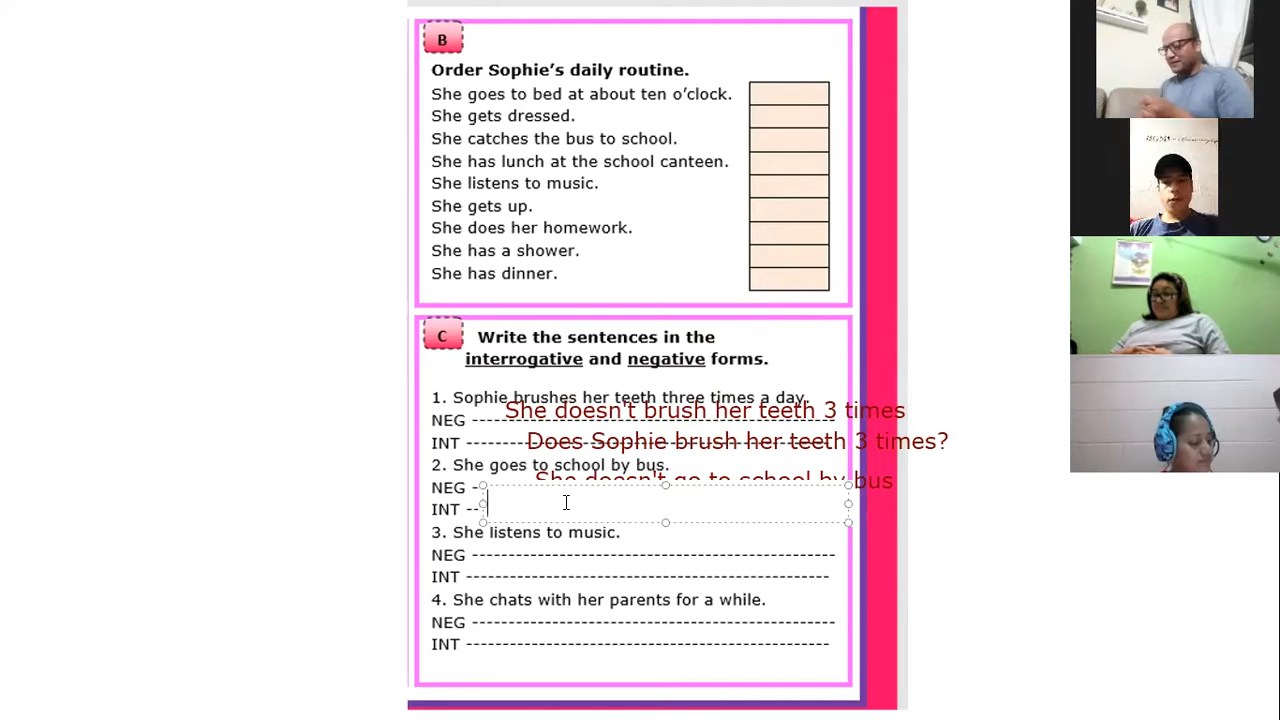 B
Order Sophie's daily routine.
She goes to bed at about ten o'clock.
She gets dressed.
She catches the bus to school.
She has lunch at the school canteen.
She listens to music.
She gets up.
She does her homework.
She has a shower.
She has dinner.
C
Write the sentences in the
interrogative and negative forms.
1. Sophie brushes her teeth three times a day.
NEG She doesn't brush her teeth 3 times
INT Does Sophie brush her teeth 3 times?
2. She goes to school by bus.
She doesn't go to school by bus
NEG
INT
3. She listens to music.
NEG
INT
4. She chats with her parents for a while.
NEG
INT